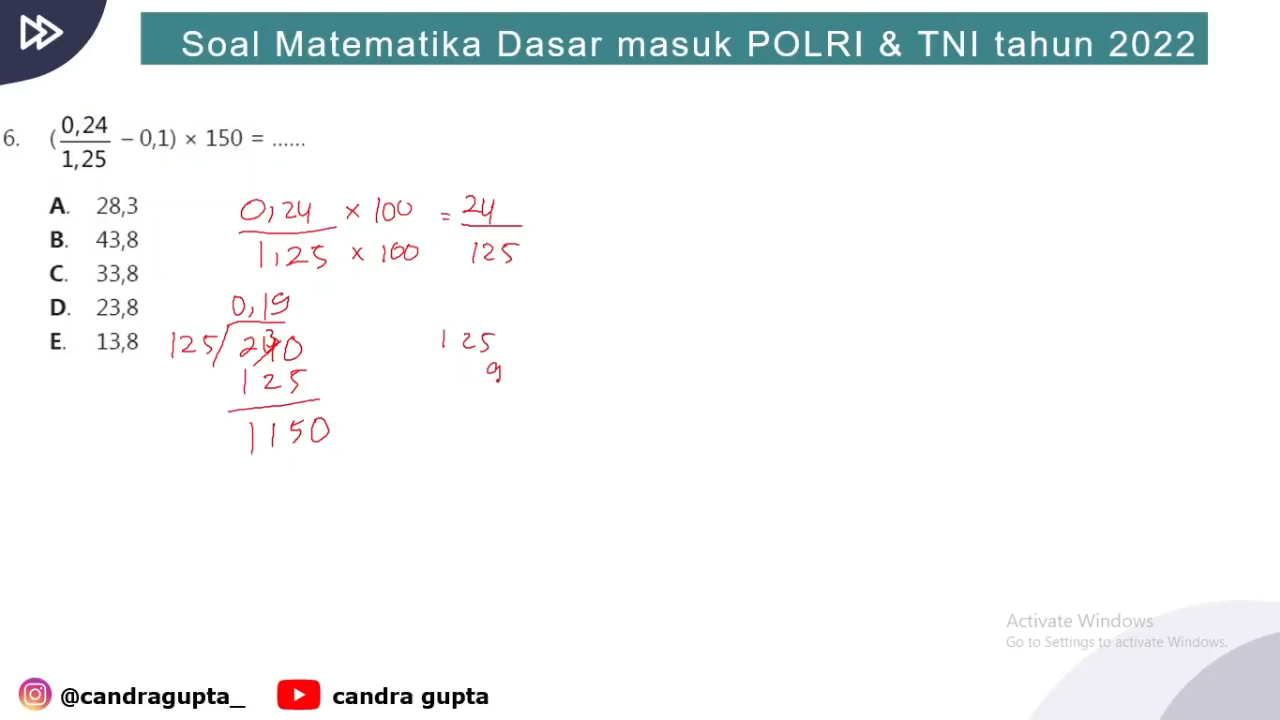 Soal Matematika Dasar masuk POLRI & TNI tahun 2022
6. (0,24/1,25 – 0,1) × 150 = ......
A. 28,3
B. 43,8
C. 33,8
D. 23,8
E. 13,8
0,24 × 100 = 24
1,25 × 100 125
0,19
125 240
125
1150
125
9
Activate Windows
Go to Settings to activate Windows.
@candragupta_
candra gupta